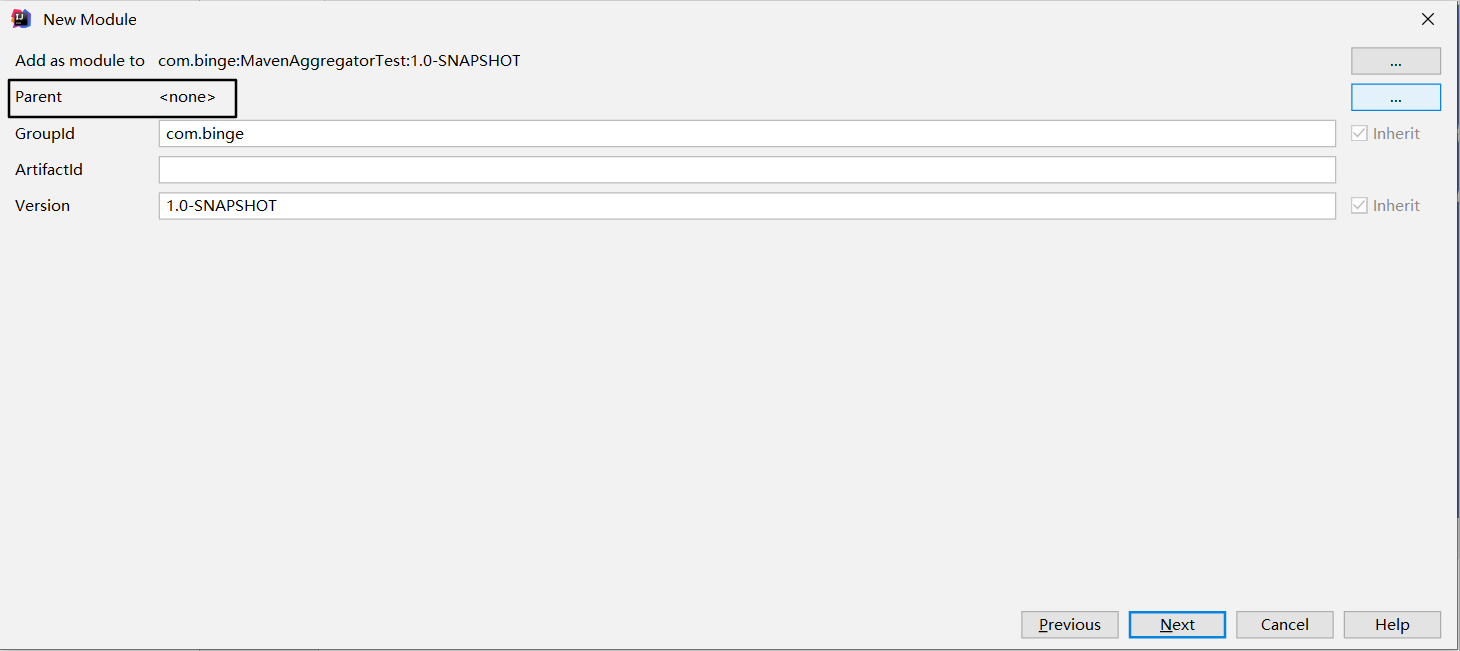 New Module
Add as module to com.binge:MavenAggregatorTest:1.0-SNAPSHOT ...
Parent <none> ...
GroupId com.binge Inherit
ArtifactId
Version 1.0-SNAPSHOT Inherit
Previous Next Cancel Help